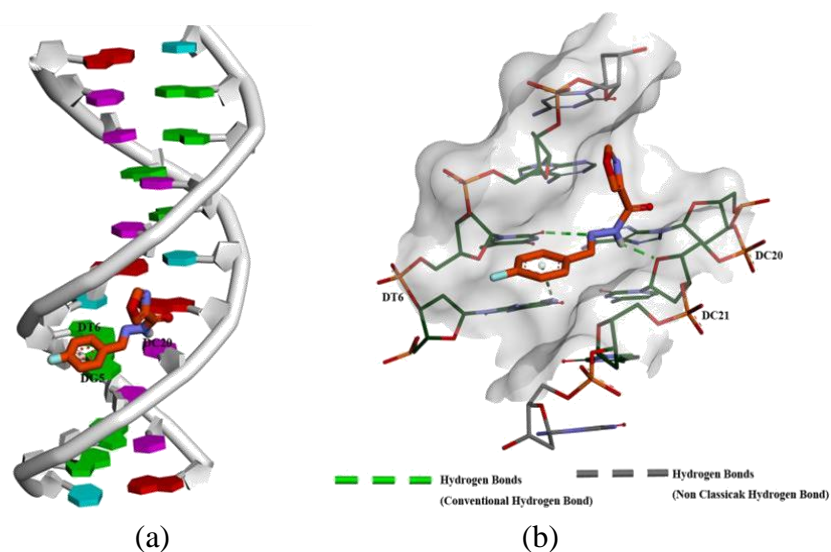 DT6
DC20
DG5
DC20
DT6
DC21
Hydrogen Bonds
(Conventional Hydrogen Bond)
Hydrogen Bonds
(Non Classicak Hydrogen Bond)
(a)
(b)